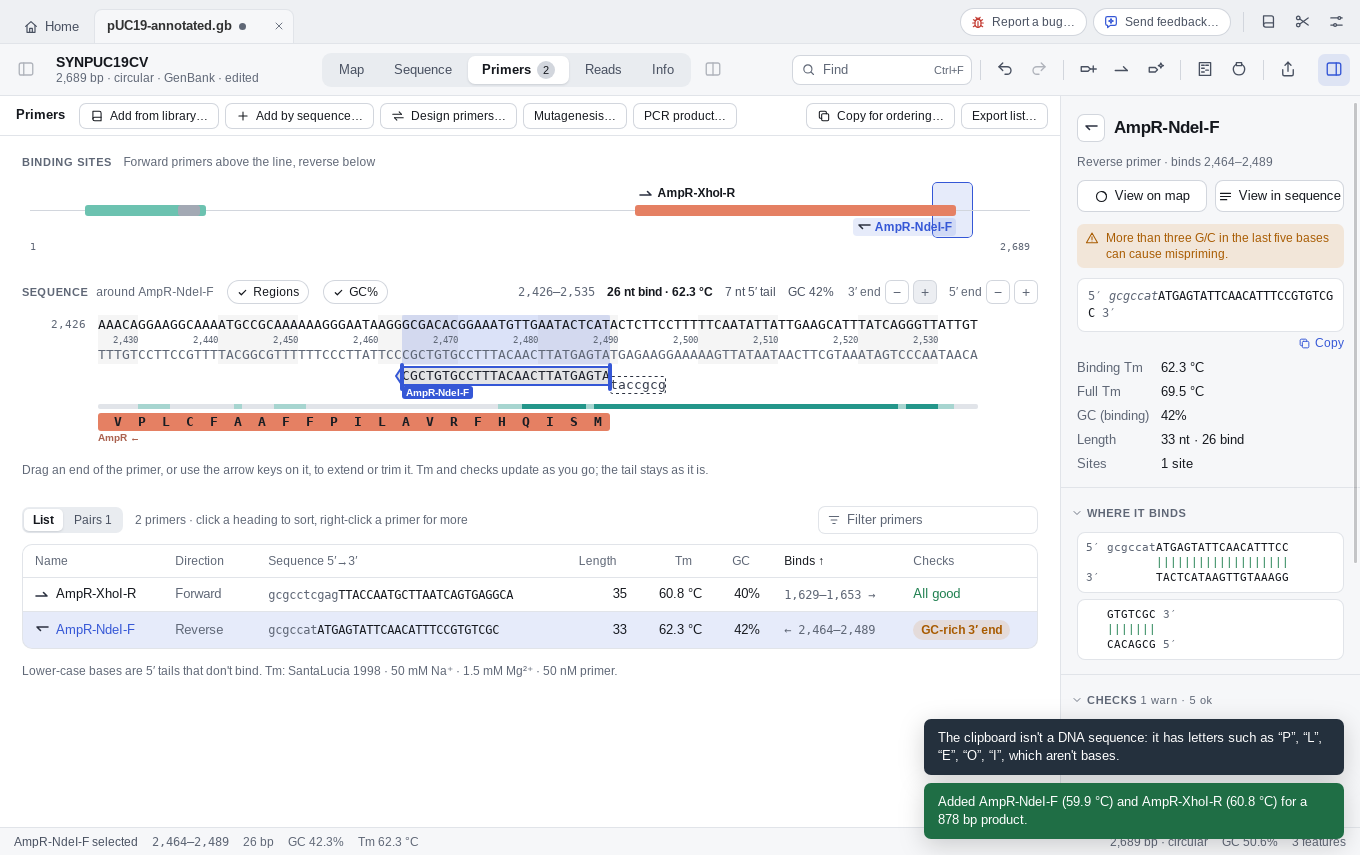 Home
pUC19-annotated.gb
Report a bug…
Send feedback…
SYNPUC19CV
2,689 bp · circular · GenBank · edited
Map
Sequence
Primers 2
Reads
Info
Find
Ctrl+F
Primers
Add from library…
Add by sequence…
Design primers…
Mutagenesis…
PCR product…
Copy for ordering…
Export list…
BINDING SITES Forward primers above the line, reverse below
AmpR-XhoI-R
AmpR-NdeI-F
1
2,689
SEQUENCE around AmpR-NdeI-F
Regions
GC%
2,426–2,535 26 nt bind · 62.3 °C 7 nt 5′ tail GC 42% 3′ end − + 5′ end − +
2,426 AAACAGGAAGGCAAAATGCCGCAAAAAAGGGAATAAGGGCGACACGGAAATGTTGAATACTCATACTCTTCCTTTTTCAATATTATTGAAGCATTTATCAGGGTTATTGT
2,430 2,440 2,450 2,460 2,470 2,480 2,490 2,500 2,510 2,520 2,530
TTTGTCCTTCCGTTTTACGGCGTTTTTTCCCTTATTCCCGCTGTGCCTTTACAACTTATGAGTATGAGAAGGAAAAAGTTATAATAACTTCGTAAATAGTCCCAATAACA
CGCTGTGCCTTTACAACTTATGAGTA
taccgcg
AmpR-NdeI-F
V P L C F A A F F P I L A V R F H Q I S M
AmpR ←
Drag an end of the primer, or use the arrow keys on it, to extend or trim it. Tm and checks update as you go; the tail stays as it is.
List
Pairs 1
2 primers · click a heading to sort, right-click a primer for more
Filter primers
Name Direction Sequence 5′→3′ Length Tm GC Binds ↑ Checks
AmpR-XhoI-R Forward gcgcctcgagTTACCAATGCTTAATCAGTGAGGCA 35 60.8 °C 40% 1,629–1,653 → All good
AmpR-NdeI-F Reverse gcgccatATGAGTATTCAACATTTCCGTGTCGC 33 62.3 °C 42% ← 2,464–2,489 GC-rich 3′ end
Lower-case bases are 5′ tails that don't bind. Tm: SantaLucia 1998 · 50 mM Na⁺ · 1.5 mM Mg²⁺ · 50 nM primer.
AmpR-NdeI-F
Reverse primer · binds 2,464–2,489
View on map
View in sequence
More than three G/C in the last five bases
can cause mispriming.
5′ gcgccatATGAGTATTCAACATTTCCGTGTCG
C 3′
Copy
Binding Tm 62.3 °C
Full Tm 69.5 °C
GC (binding) 42%
Length 33 nt · 26 bind
Sites 1 site
WHERE IT BINDS
5′ gcgccatATGAGTATTCAACATTTCC
|||||||||||||||||||
3′ TACTCATAAGTTGTAAAGG
GTGTCGC 3′
|||||||
CACAGCG 5′
CHECKS 1 warn · 5 ok
The clipboard isn't a DNA sequence: it has letters such as “P”, “L”,
“E”, “O”, “I”, which aren't bases.
Added AmpR-NdeI-F (59.9 °C) and AmpR-XhoI-R (60.8 °C) for a
878 bp product.
AmpR-NdeI-F selected 2,464–2,489 26 bp GC 42.3% Tm 62.3 °C
2,689 bp · circular GC 50.6% 3 features